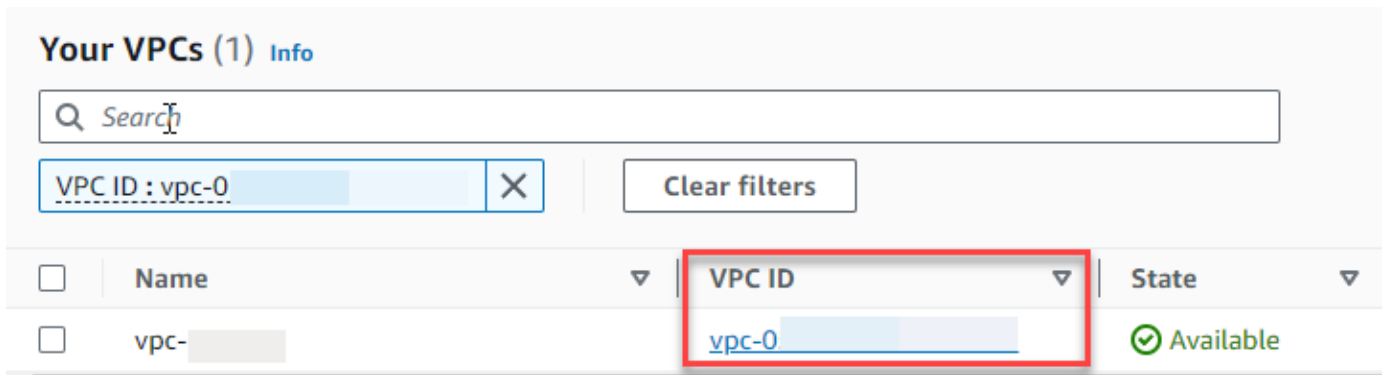 Your VPCs (1) Info
Search
VPC ID : vpc-0
Clear filters
Name VPC ID State
vpc- vpc-0 Available